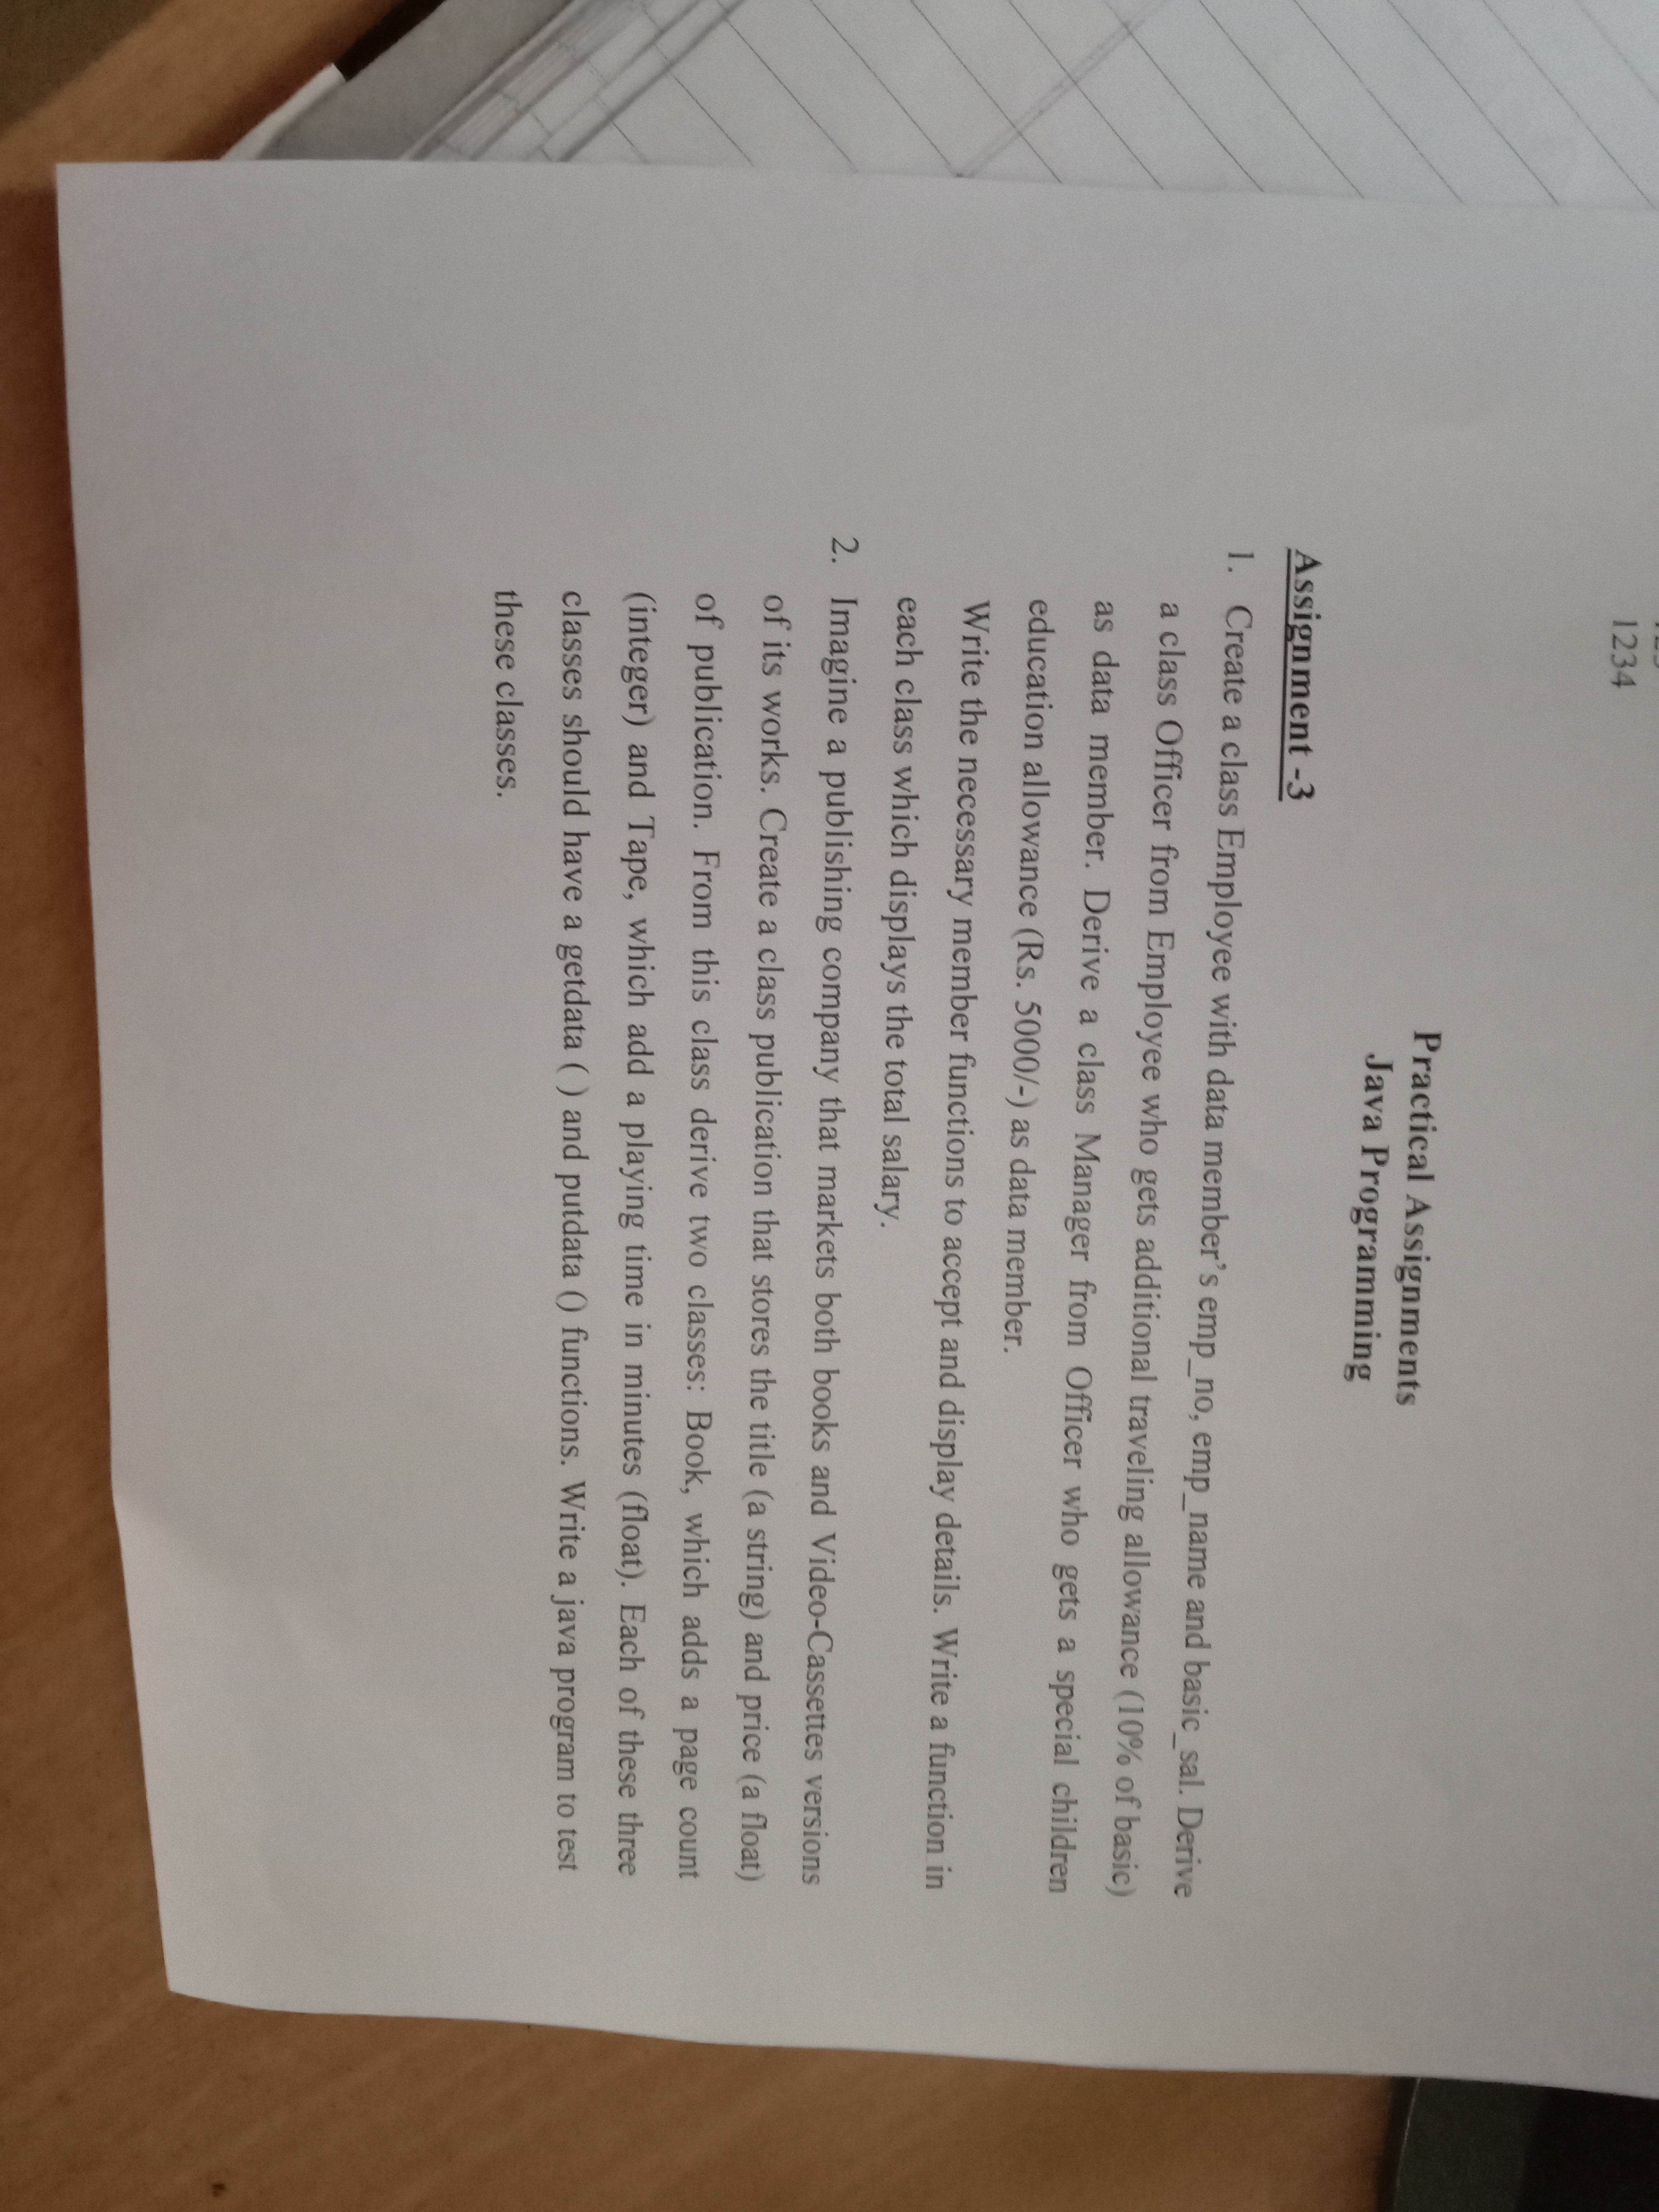 1234
Practical Assignments
Java Programming
Assignment -3
1. Create a class Employee with data member's emp_no, emp_name and basic_sal. Derive
a class Officer from Employee who gets additional traveling allowance (10% of basic)
as data member. Derive a class Manager from Officer who gets a special children
education allowance (Rs. 5000/-) as data member.
Write the necessary member functions to accept and display details. Write a function in
each class which displays the total salary.
2. Imagine a publishing company that markets both books and Video-Cassettes versions
of its works. Create a class publication that stores the title (a string) and price (a float)
of publication. From this class derive two classes: Book, which adds a page count
(integer) and Tape, which add a playing time in minutes (float). Each of these three
classes should have a getdata ( ) and putdata () functions. Write a java program to test
these classes.